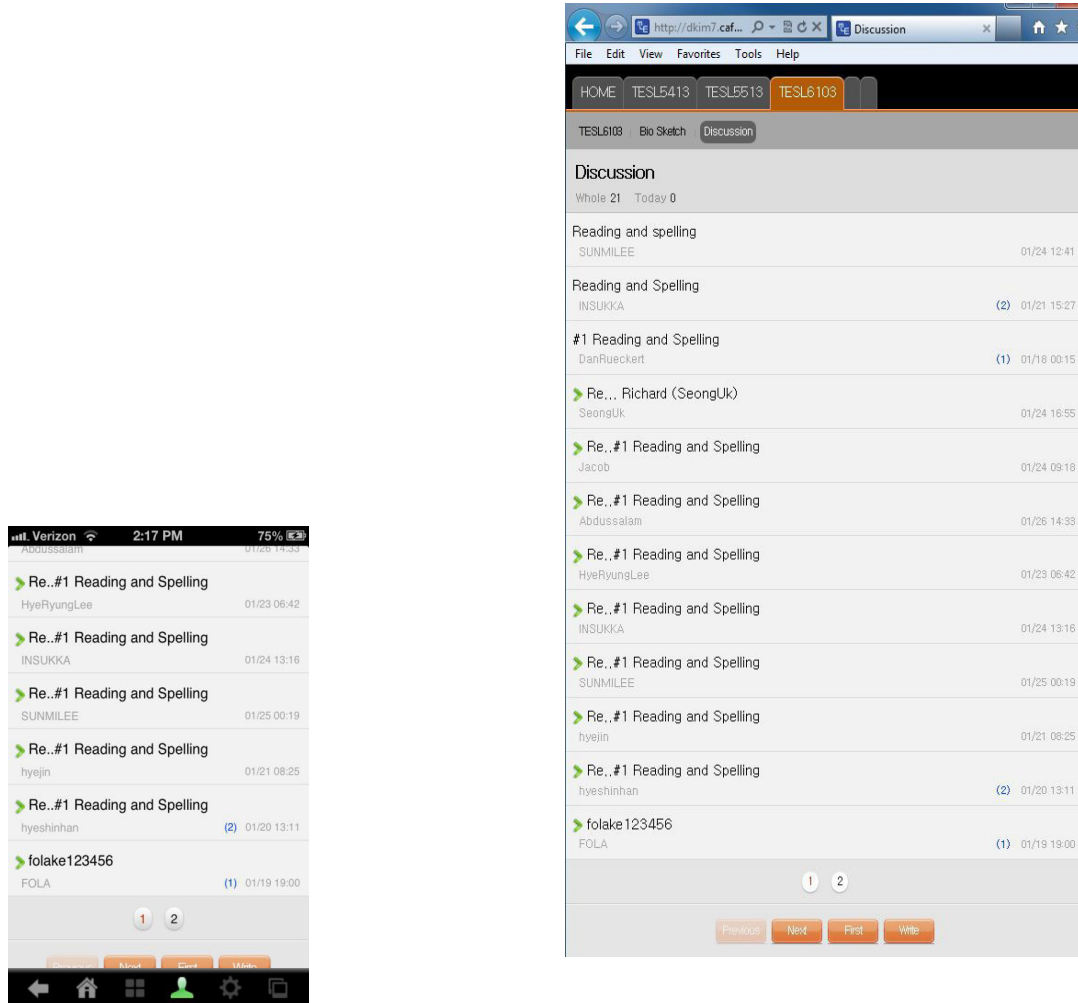 Verizon 2:17 PM 75%
Abdussalam 01/26 14:33
Re..#1 Reading and Spelling
HyeRyungLee 01/23 06:42
Re..#1 Reading and Spelling
INSUKKA 01/24 13:16
Re..#1 Reading and Spelling
SUNMILEE 01/25 00:19
Re..#1 Reading and Spelling
hyejin 01/21 08:25
Re..#1 Reading and Spelling
hyeshinhan (2) 01/20 13:11
folake123456
FOLA (1) 01/19 19:00
1 2
Previous Next First Write
http://dkim7.caf... Discussion
File Edit View Favorites Tools Help
HOME TESL5413 TESL5513 TESL6103
TESL6103 Bio Sketch Discussion
Discussion
Whole 21 Today 0
Reading and spelling
SUNMILEE 01/24 12:41
Reading and Spelling
INSUKKA (2) 01/21 15:27
#1 Reading and Spelling
DanRueckert (1) 01/18 00:15
Re... Richard (SeongUk)
SeongUk 01/24 16:55
Re..#1 Reading and Spelling
Jacob 01/24 09:18
Re..#1 Reading and Spelling
Abdussalam 01/26 14:33
Re..#1 Reading and Spelling
HyeRyungLee 01/23 06:42
Re..#1 Reading and Spelling
INSUKKA 01/24 13:16
Re..#1 Reading and Spelling
SUNMILEE 01/25 00:19
Re..#1 Reading and Spelling
hyejin 01/21 08:25
Re..#1 Reading and Spelling
hyeshinhan (2) 01/20 13:11
folake123456
FOLA (1) 01/19 19:00
1 2
Previous Next First Write